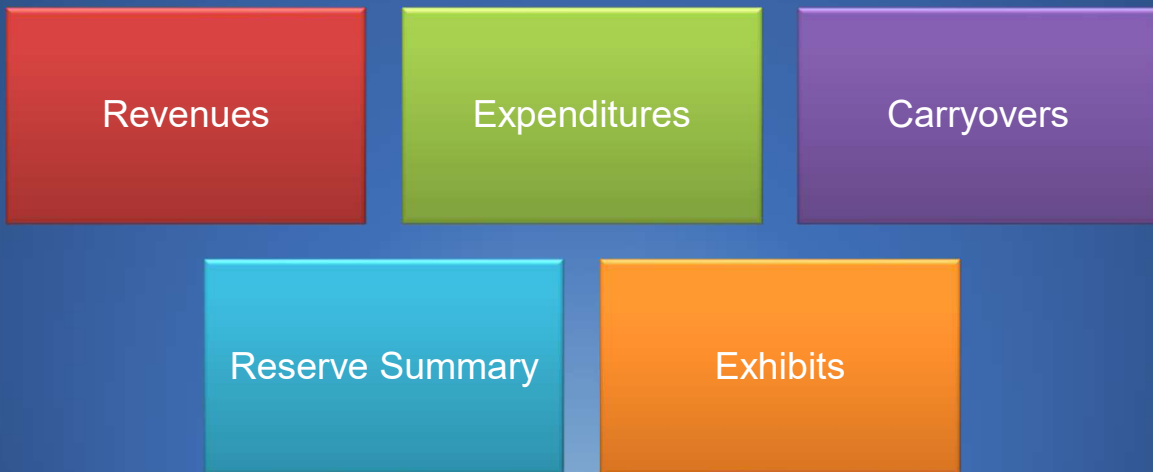 Revenues
Expenditures
Carryovers
Reserve Summary
Exhibits